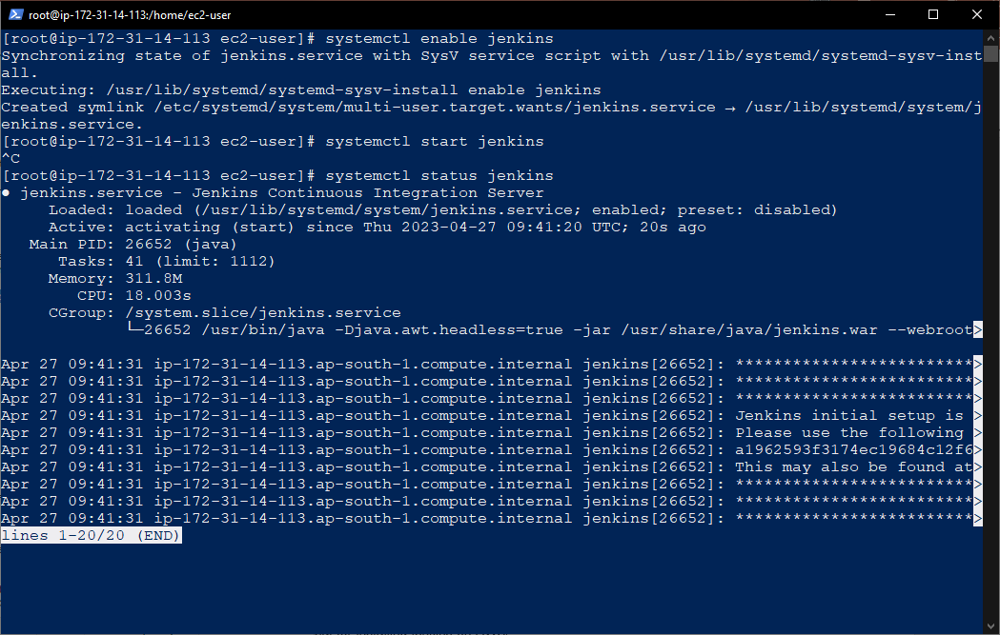 root@ip-172-31-14-113:/home/ec2-user
[root@ip-172-31-14-113 ec2-user]# systemctl enable jenkins
Synchronizing state of jenkins.service with SysV service script with /usr/lib/systemd/systemd-sysv-inst
all.
Executing: /usr/lib/systemd/systemd-sysv-install enable jenkins
Created symlink /etc/systemd/system/multi-user.target.wants/jenkins.service → /usr/lib/systemd/system/j
enkins.service.
[root@ip-172-31-14-113 ec2-user]# systemctl start jenkins
^C
[root@ip-172-31-14-113 ec2-user]# systemctl status jenkins
● jenkins.service - Jenkins Continuous Integration Server
     Loaded: loaded (/usr/lib/systemd/system/jenkins.service; enabled; preset: disabled)
     Active: activating (start) since Thu 2023-04-27 09:41:20 UTC; 20s ago
   Main PID: 26652 (java)
      Tasks: 41 (limit: 1112)
     Memory: 311.8M
        CPU: 18.003s
     CGroup: /system.slice/jenkins.service
             └─26652 /usr/bin/java -Djava.awt.headless=true -jar /usr/share/java/jenkins.war --webroot>
Apr 27 09:41:31 ip-172-31-14-113.ap-south-1.compute.internal jenkins[26652]: *************************>
Apr 27 09:41:31 ip-172-31-14-113.ap-south-1.compute.internal jenkins[26652]: *************************>
Apr 27 09:41:31 ip-172-31-14-113.ap-south-1.compute.internal jenkins[26652]: *************************>
Apr 27 09:41:31 ip-172-31-14-113.ap-south-1.compute.internal jenkins[26652]: Jenkins initial setup is >
Apr 27 09:41:31 ip-172-31-14-113.ap-south-1.compute.internal jenkins[26652]: Please use the following >
Apr 27 09:41:31 ip-172-31-14-113.ap-south-1.compute.internal jenkins[26652]: a1962593f3174ec19684c12f6>
Apr 27 09:41:31 ip-172-31-14-113.ap-south-1.compute.internal jenkins[26652]: This may also be found at>
Apr 27 09:41:31 ip-172-31-14-113.ap-south-1.compute.internal jenkins[26652]: *************************>
Apr 27 09:41:31 ip-172-31-14-113.ap-south-1.compute.internal jenkins[26652]: *************************>
Apr 27 09:41:31 ip-172-31-14-113.ap-south-1.compute.internal jenkins[26652]: *************************>
lines 1-20/20 (END)